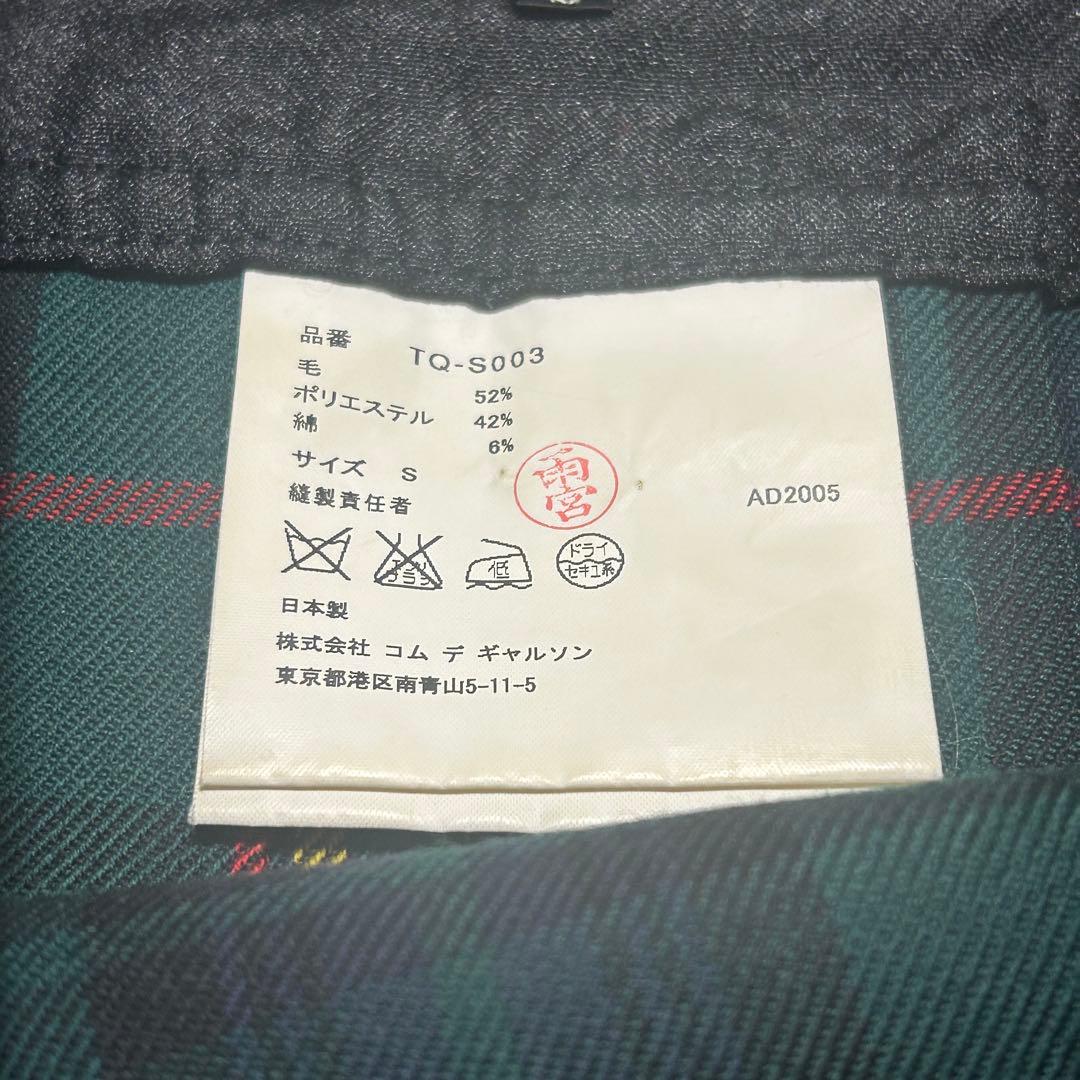 品番 TQ-S003
毛 52%
ポリエステル 42%
綿 6%
サイズ S
縫製責任者 雨宮
AD2005
低
ドライ
セキユ系
日本製
株式会社 コム デ ギャルソン
東京都港区南青山5-11-5